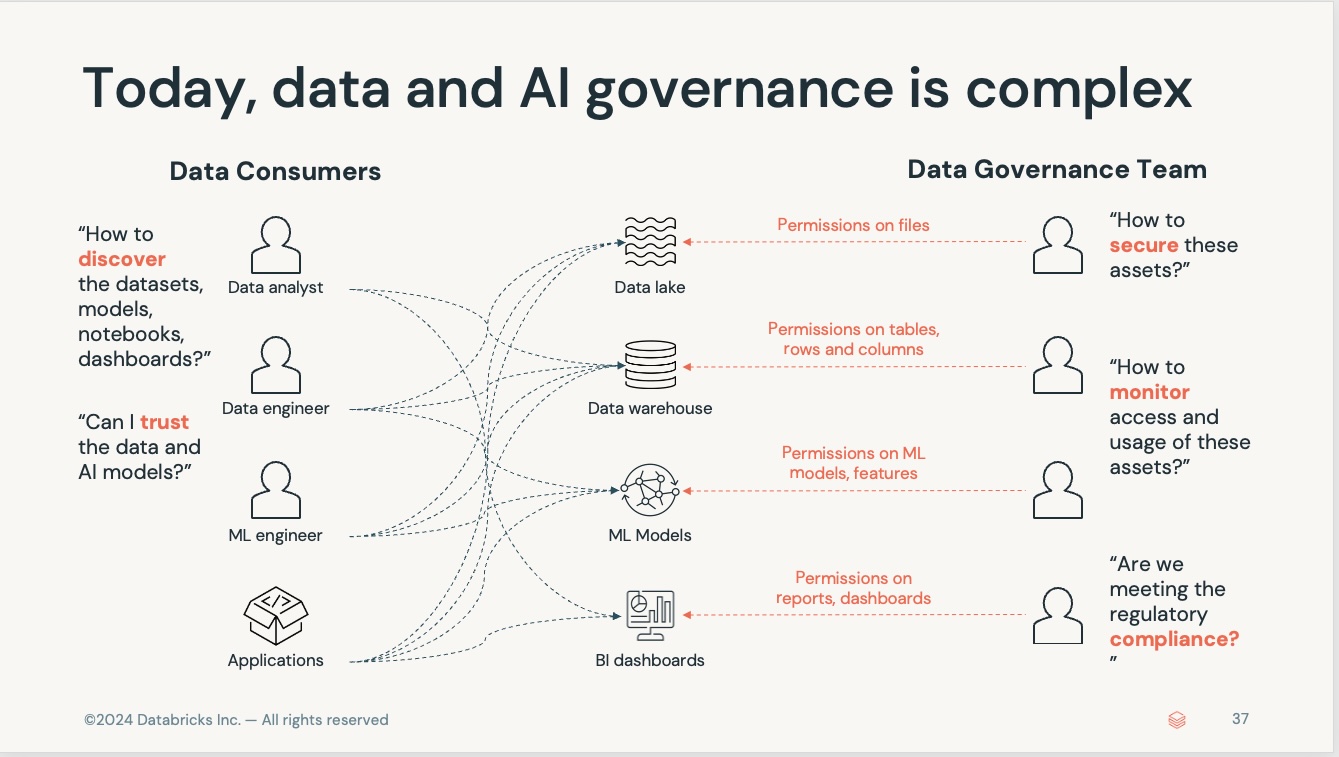 Today, data and AI governance is complex
Data Consumers
Data Governance Team
“How to
discover
the datasets,
models,
notebooks,
dashboards?”
“Can I trust
the data and
AI models?”
Data analyst
Data engineer
ML engineer
Applications
Data lake
Data warehouse
ML Models
BI dashboards
Permissions on files
Permissions on tables,
rows and columns
Permissions on ML
models, features
Permissions on
reports, dashboards
“How to
secure these
assets?”
“How to
monitor
access and
usage of these
assets?”
“Are we
meeting the
regulatory
compliance?
”
©2024 Databricks Inc. — All rights reserved
37